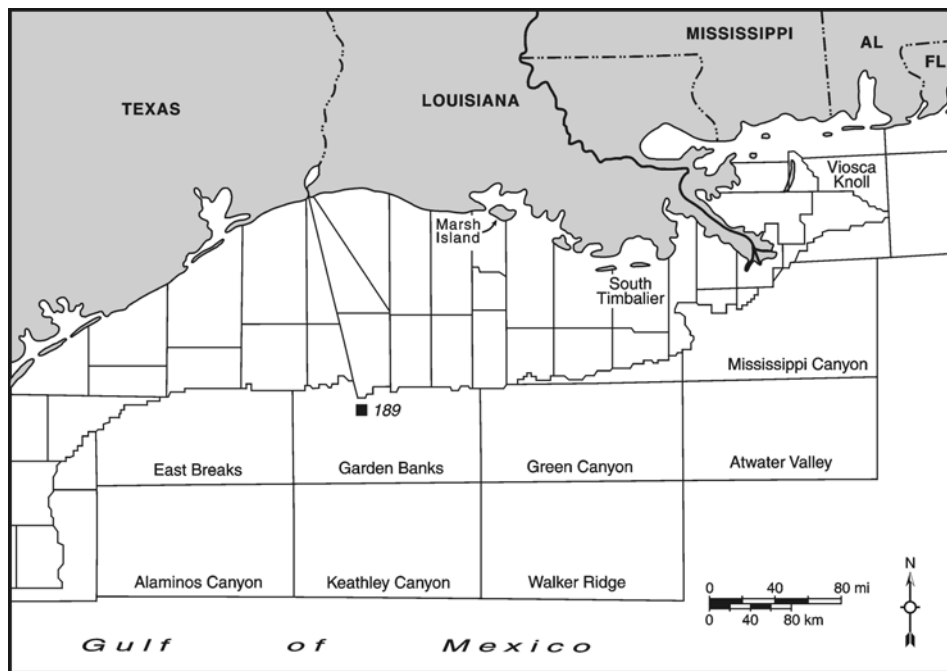 MISSISSIPPI
AL
FL
TEXAS
LOUISIANA
Viosca
Knoll
Marsh
Island
South
Timbalier
Mississippi Canyon
189
East Breaks
Garden Banks
Green Canyon
Atwater Valley
Alaminos Canyon
Keathley Canyon
Walker Ridge
N
0 40 80 mi
0 40 80 km
Gulf of Mexico